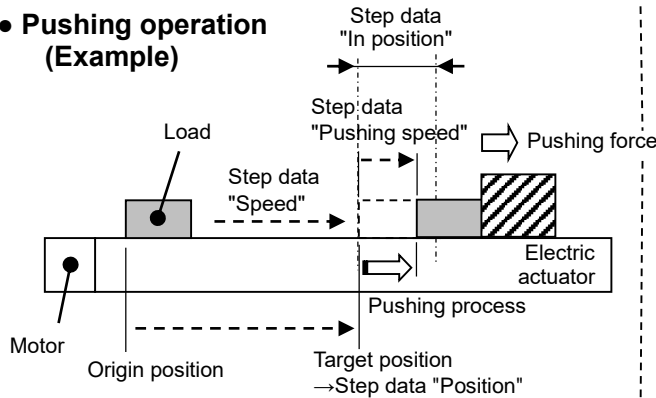 ● Pushing operation
(Example)
Step data
"In position"
Step data
"Pushing speed"
Load
Pushing force
Step data
"Speed"
Electric
actuator
Pushing process
Motor
Origin position
Target position
→Step data "Position"